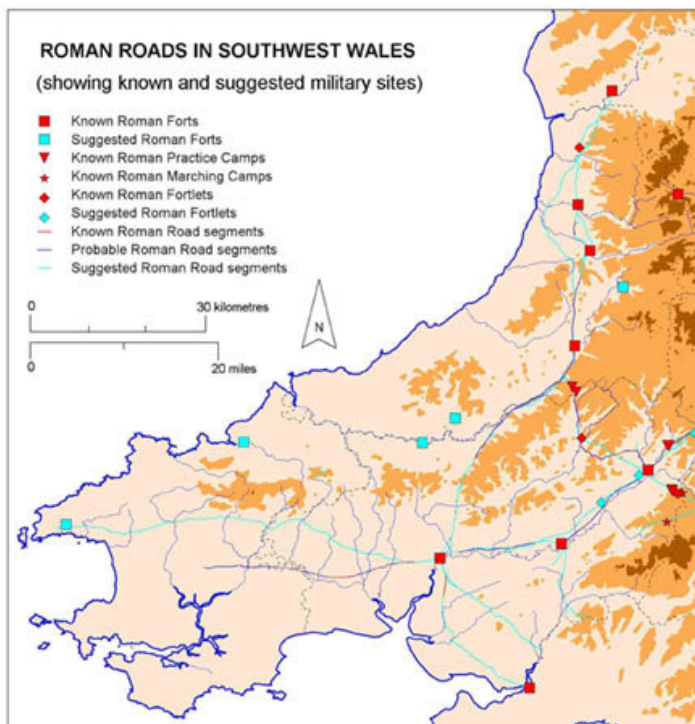 ROMAN ROADS IN SOUTHWEST WALES
(showing known and suggested military sites)
Known Roman Forts
Suggested Roman Forts
Known Roman Practice Camps
Known Roman Marching Camps
Known Roman Fortlets
Suggested Roman Fortlets
Known Roman Road segments
Probable Roman Road segments
Suggested Roman Road segments
0 30 kilometres
N
0 20 miles